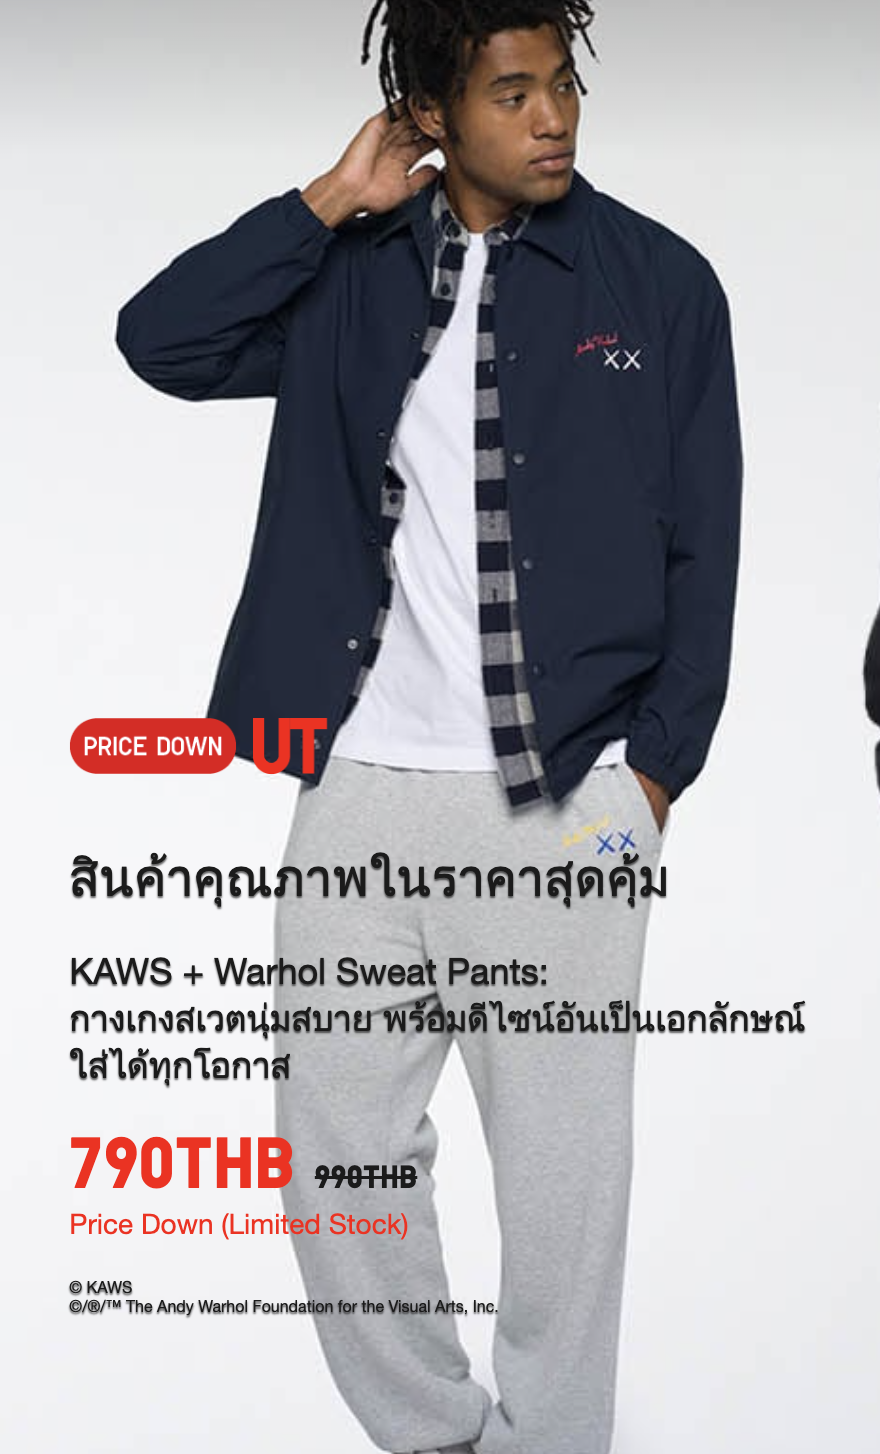 Andy Warhol
XX
PRICE DOWN UT
XX
สินค้าคุณภาพในราคาสุดคุ้ม
KAWS + Warhol Sweat Pants:
กางเกงสเวตนุ่มสบาย พร้อมดีไซน์อันเป็นเอกลักษณ์
ใส่ได้ทุกโอกาส
790THB 990THB
Price Down (Limited Stock)
© KAWS
©/®/™ The Andy Warhol Foundation for the Visual Arts, Inc.